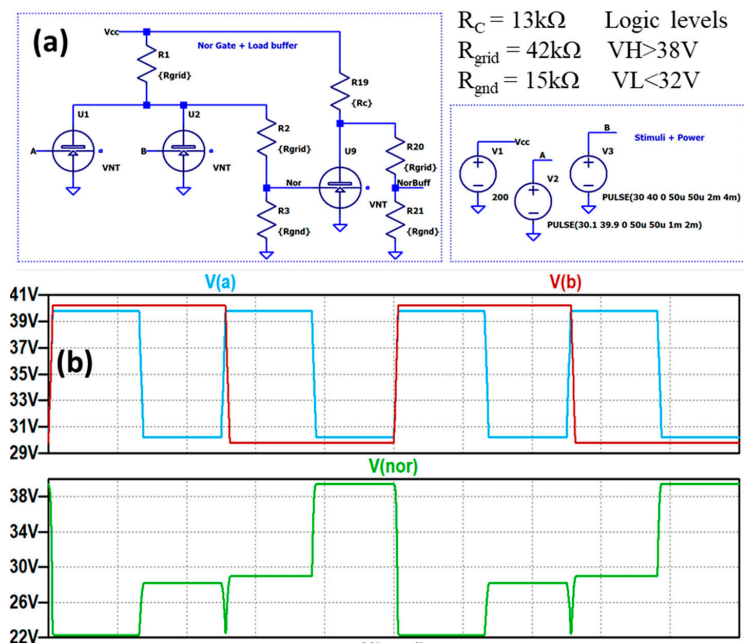 (a)
Vcc
Nor Gate + Load buffer
R1
{Rgrid}
R19
{Rc}
U1
U2
A
B
a
a
VNT
VNT
R2
{Rgrid}
U9
R20
{Rgrid}
Nor
a
NorBuff
R3
{Rgnd}
VNT
R21
{Rgnd}
R_C = 13kΩ Logic levels
R_grid = 42kΩ VH>38V
R_gnd = 15kΩ VL<32V
B
Stimuli + Power
V1
Vcc
A
V3
V2
200
PULSE(30 40 0 50u 50u 2m 4m)
PULSE(30.1 39.9 0 50u 50u 1m 2m)
V(a) V(b)
41V
39V
37V
35V
33V
31V
29V
(b)
V(nor)
38V
34V
30V
26V
22V